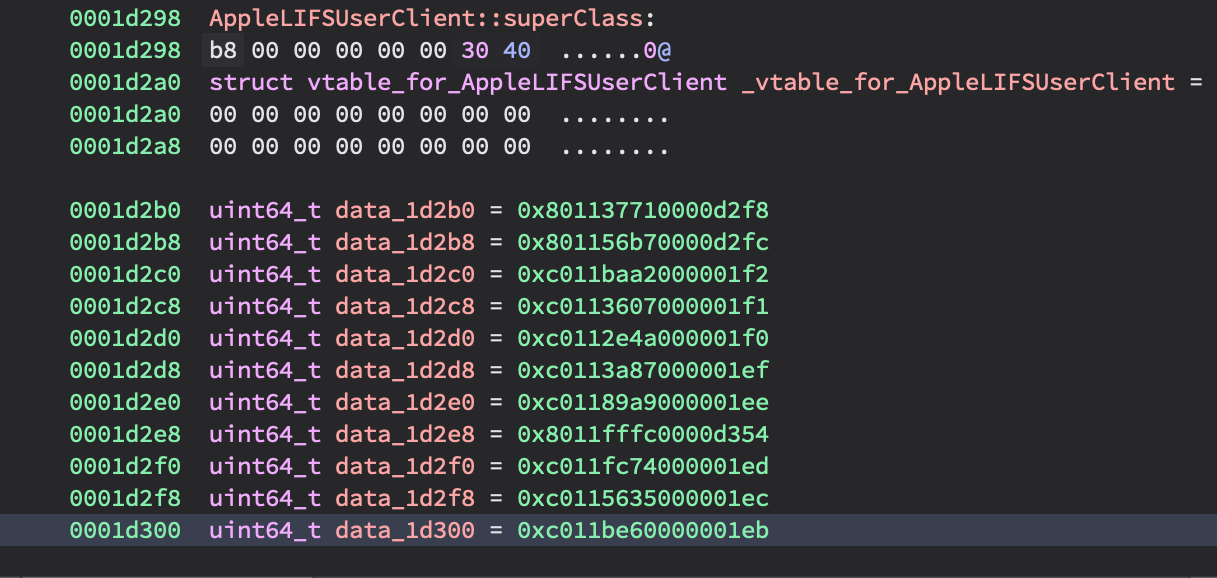 0001d298 AppleLIFSUserClient::superClass:
0001d298 b8 00 00 00 00 00 30 40 ......0@
0001d2a0 struct vtable_for_AppleLIFSUserClient _vtable_for_AppleLIFSUserClient =
0001d2a0 00 00 00 00 00 00 00 00 ........
0001d2a8 00 00 00 00 00 00 00 00 ........
0001d2b0 uint64_t data_1d2b0 = 0x801137710000d2f8
0001d2b8 uint64_t data_1d2b8 = 0x801156b70000d2fc
0001d2c0 uint64_t data_1d2c0 = 0xc011baa2000001f2
0001d2c8 uint64_t data_1d2c8 = 0xc0113607000001f1
0001d2d0 uint64_t data_1d2d0 = 0xc0112e4a000001f0
0001d2d8 uint64_t data_1d2d8 = 0xc0113a87000001ef
0001d2e0 uint64_t data_1d2e0 = 0xc01189a9000001ee
0001d2e8 uint64_t data_1d2e8 = 0x8011fffc0000d354
0001d2f0 uint64_t data_1d2f0 = 0xc011fc74000001ed
0001d2f8 uint64_t data_1d2f8 = 0xc0115635000001ec
0001d300 uint64_t data_1d300 = 0xc011be60000001eb